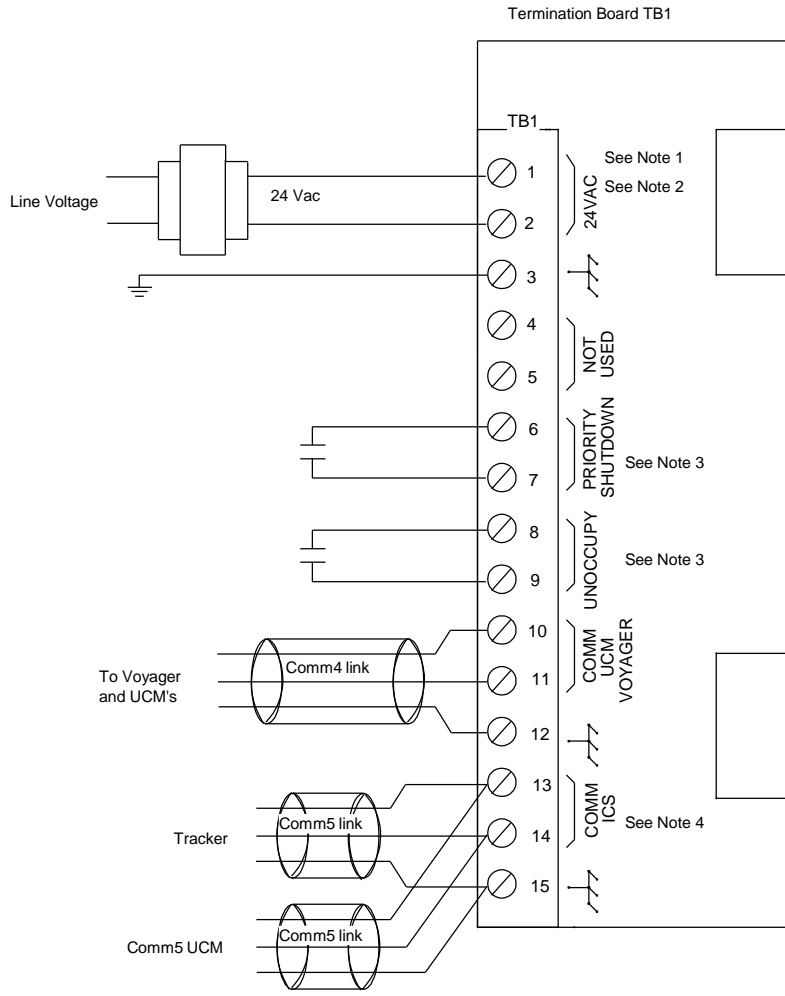 Termination Board TB1
TB1
Line Voltage
24 Vac
1
2
24VAC
See Note 1
See Note 2
3
4
5
NOT
USED
6
7
PRIORITY
SHUTDOWN
See Note 3
8
9
UNOCCUPY
See Note 3
To Voyager
and UCM's
Comm4 link
10
11
COMM
UCM
VOYAGER
12
Tracker
Comm5 link
13
14
COMM
ICS
See Note 4
15
Comm5 UCM
Comm5 link